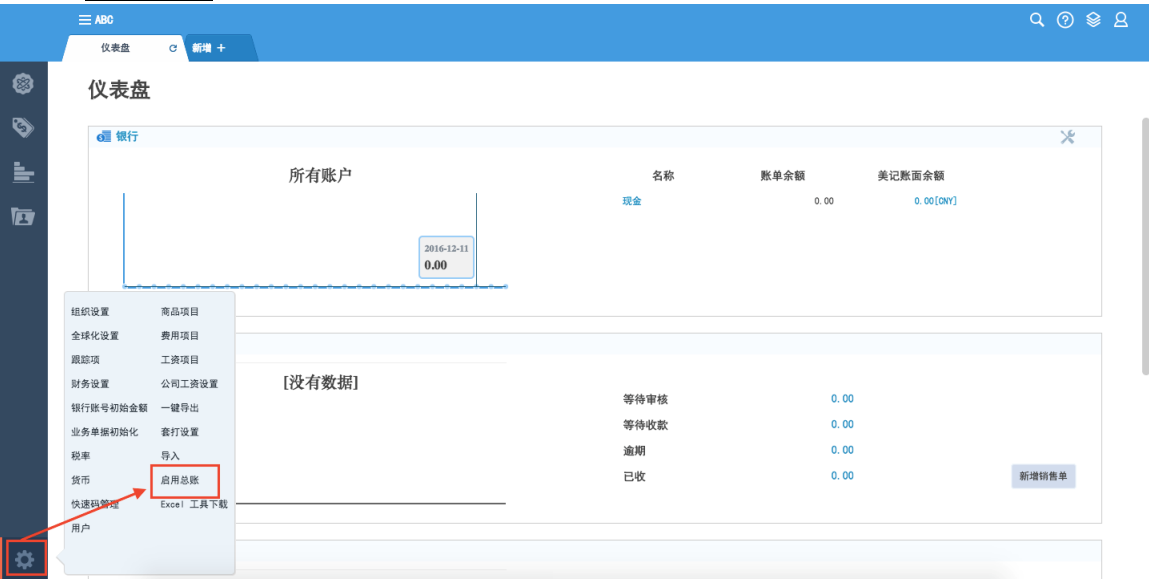 ABC
仪表盘 新增 +
仪表盘
银行
所有账户
名称 账单余额 美记账面余额
现金 0.00 0.00[CNY]
2016-12-11
0.00
组织设置 商品项目
全球化设置 费用项目
跟踪项 工资项目
财务设置 公司工资设置
银行账号初始金额 一键导出
业务单据初始化 套打设置
税率 导入
货币 启用总账
快速码管理 Excel 工具下载
用户
[没有数据]
等待审核 0.00
等待收款 0.00
逾期 0.00
已收 0.00
新增销售单